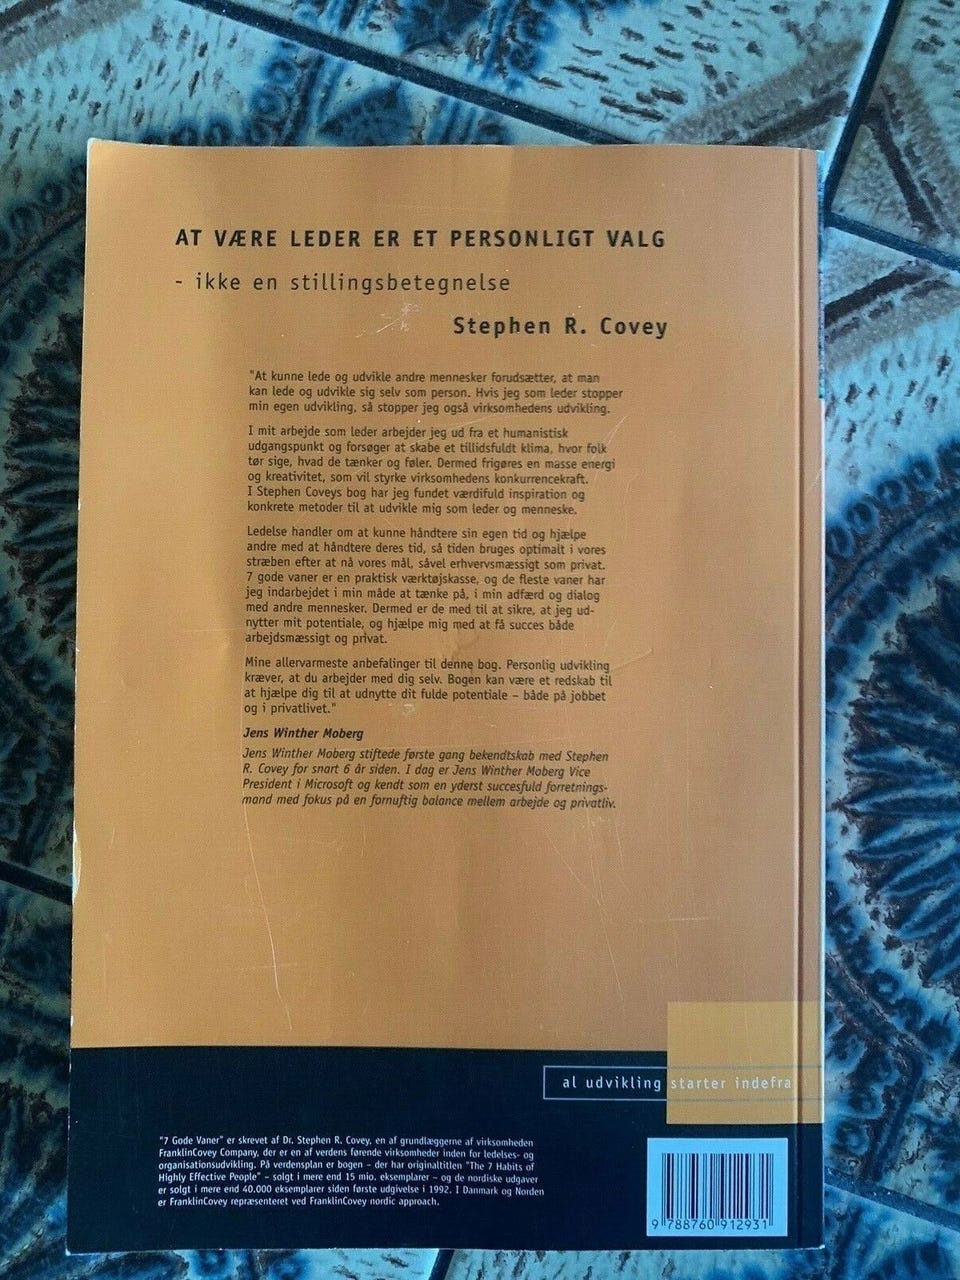 AT VÆRE LEDER ER ET PERSONLIGT VALG
- ikke en stillingsbetegnelse
Stephen R. Covey
"At kunne lede og udvikle andre mennesker forudsætter, at man
kan lede og udvikle sig selv som person. Hvis jeg som leder stopper
min egen udvikling, så stopper jeg også virksomhedens udvikling.
I mit arbejde som leder arbejder jeg ud fra et humanistisk
udgangspunkt og forsøger at skabe et tillidsfuldt klima, hvor folk
tør sige, hvad de tænker og føler. Dermed frigøres en masse energi
og kreativitet, som vil styrke virksomhedens konkurrencekraft.
I Stephen Coveys bog har jeg fundet værdifuld inspiration og
konkrete metoder til at udvikle mig som leder og menneske.
Ledelse handler om at kunne håndtere sin egen tid og hjælpe
andre med at håndtere deres tid, så tiden bruges optimalt i vores
stræben efter at nå vores mål, såvel erhvervsmæssigt som privat.
7 gode vaner er en praktisk værktøjskasse, og de fleste vaner har
jeg indarbejdet i min måde at tænke på, i min adfærd og dialog
med andre mennesker. Dermed er de med til at sikre, at jeg ud-
nytter mit potentiale, og hjælpe mig med at få succes både
arbejdsmæssigt og privat.
Mine allervarmeste anbefalinger til denne bog. Personlig udvikling
kræver, at du arbejder med dig selv. Bogen kan være et redskab til
at hjælpe dig til at udnytte dit fulde potentiale – både på jobbet
og i privatlivet."
Jens Winther Moberg
Jens Winther Moberg stiftede første gang bekendtskab med Stephen
R. Covey for snart 6 år siden. I dag er Jens Winther Moberg Vice
President i Microsoft og kendt som en yderst succesfuld forretnings-
mand med fokus på en fornuftig balance mellem arbejde og privatliv.
al udvikling starter indefra
"7 Gode Vaner" er skrevet af Dr. Stephen R. Covey, en af grundlæggerne af virksomheden
FranklinCovey Company, der er en af verdens førende virksomheder inden for ledelses- og
organisationsudvikling. På verdensplan er bogen – der har originaltitlen "The 7 Habits of
Highly Effective People" – solgt i mere end 15 mio. eksemplarer – og de nordiske udgaver
er solgt i mere end 40.000 eksemplarer siden første udgivelse i 1992. I Danmark og Norden
er FranklinCovey repræsenteret ved FranklinCovey nordic approach.
9 788760 912931